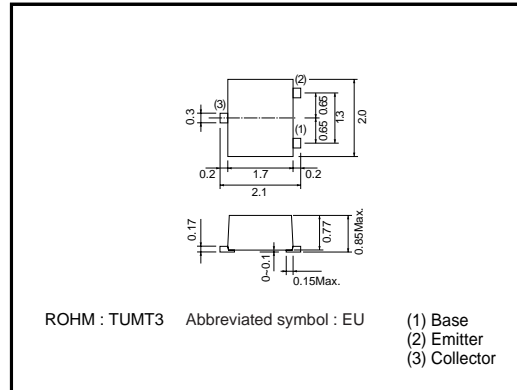 (2)
(3)
0.3
0.65
0.65
1.3
2.0
(1)
0.2
1.7
0.2
2.1
0.17
0.77
0.85Max.
0~0.1
0.15Max.
ROHM : TUMT3 Abbreviated symbol : EU
(1) Base
(2) Emitter
(3) Collector